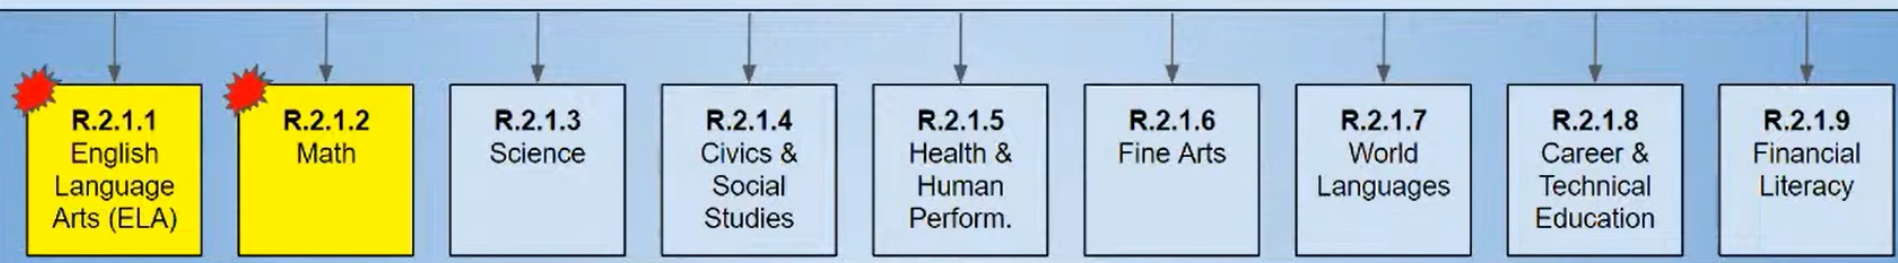 R.2.1.1
English
Language
Arts (ELA)
R.2.1.2
Math
R.2.1.3
Science
R.2.1.4
Civics &
Social
Studies
R.2.1.5
Health &
Human
Perform.
R.2.1.6
Fine Arts
R.2.1.7
World
Languages
R.2.1.8
Career &
Technical
Education
R.2.1.9
Financial
Literacy